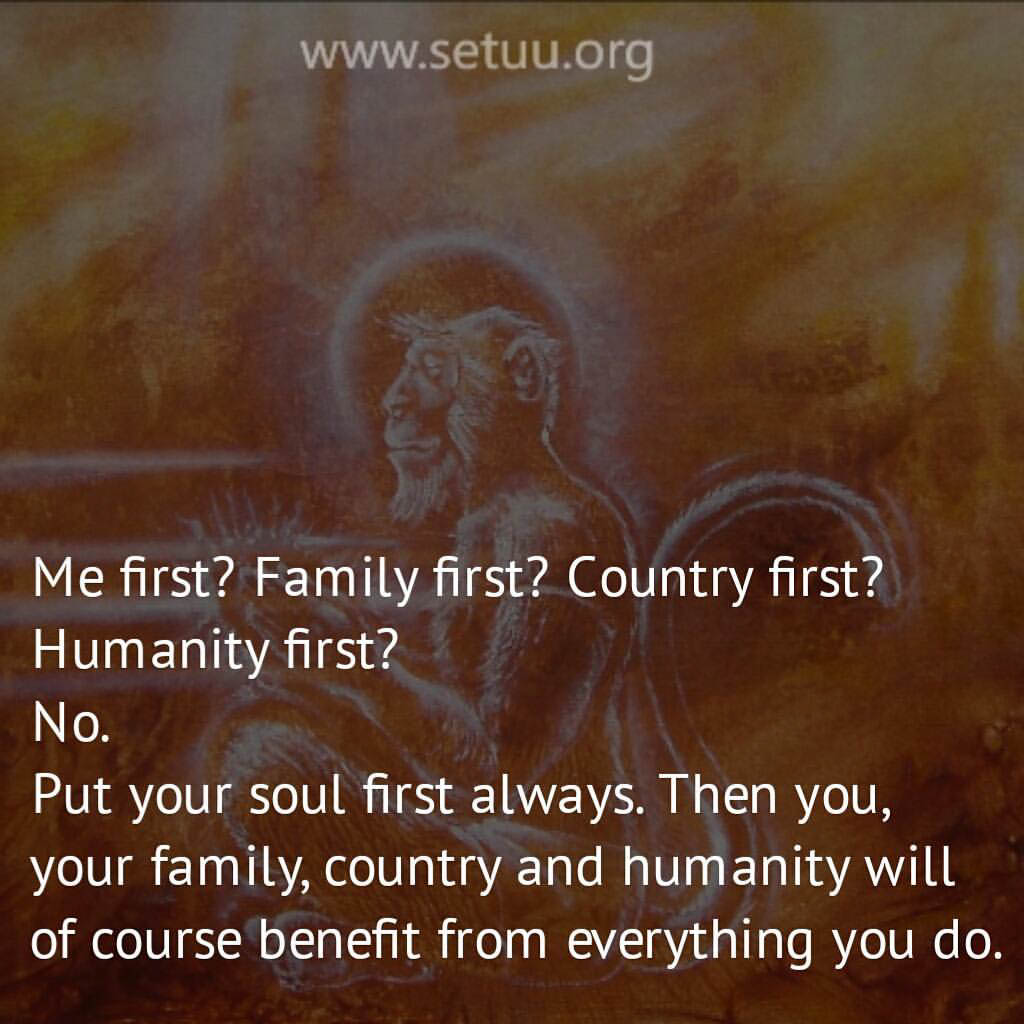 www.setuu.org
Me first? Family first? Country first?
Humanity first?
No.
Put your soul first always. Then you,
your family, country and humanity will
of course benefit from everything you do.